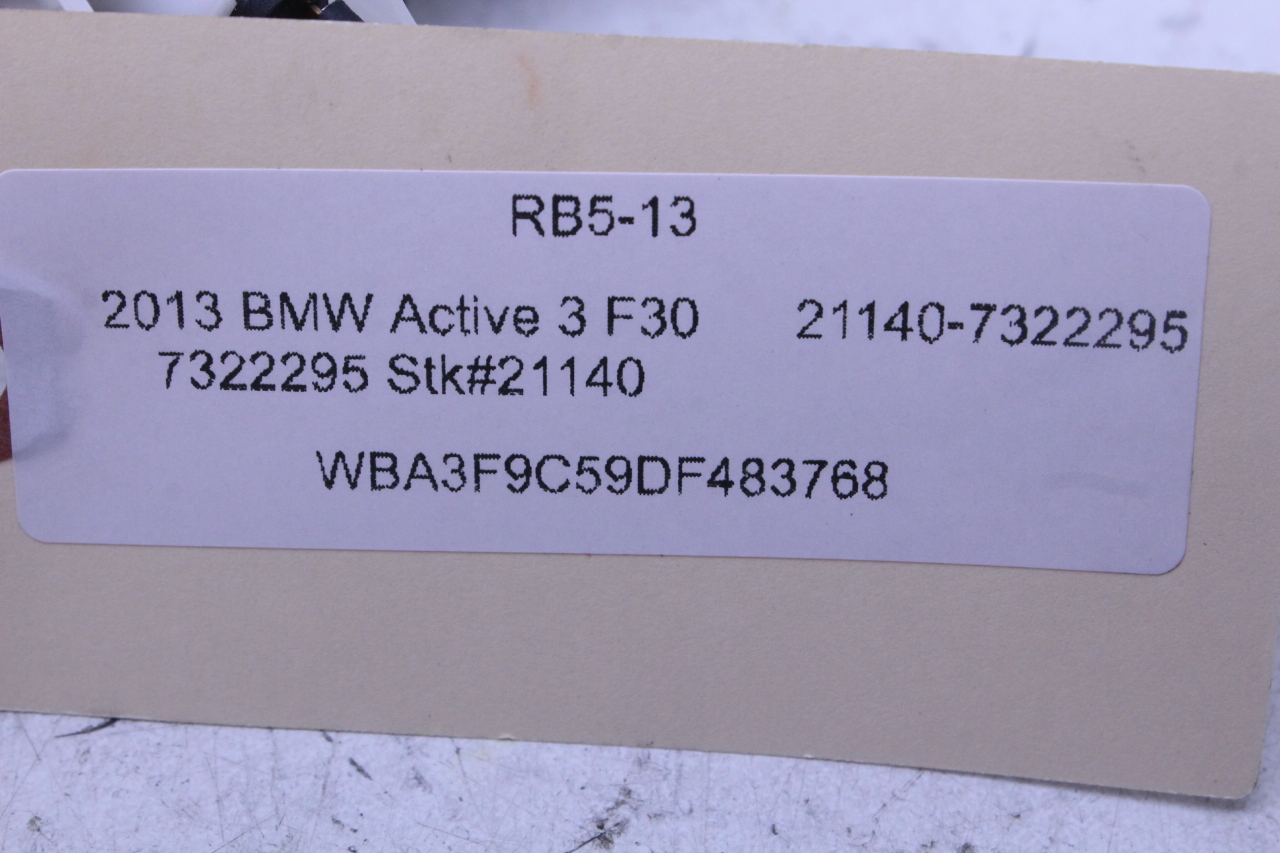 RB5-13
2013 BMW Active 3 F30 21140-7322295
7322295 Stk#21140
WBA3F9C59DF483768